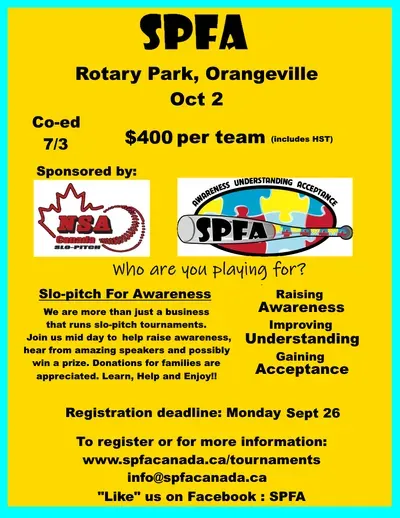 SPFA
Rotary Park, Orangeville
Oct 2
Co-ed
7/3
$400 per team (includes HST)
Sponsored by:
NSA
Canada
SLO-PITCH
AWARENESS UNDERSTANDING ACCEPTANCE
SPFA
Who are you playing for?
Slo-pitch For Awareness
We are more than just a business
that runs slo-pitch tournaments.
Join us mid day to help raise awareness,
hear from amazing speakers and possibly
win a prize. Donations for families are
appreciated. Learn, Help and Enjoy!!
Raising
Awareness
Improving
Understanding
Gaining
Acceptance
Registration deadline: Monday Sept 26
To register or for more information:
www.spfacanada.ca/tournaments
info@spfacanada.ca
"Like" us on Facebook : SPFA